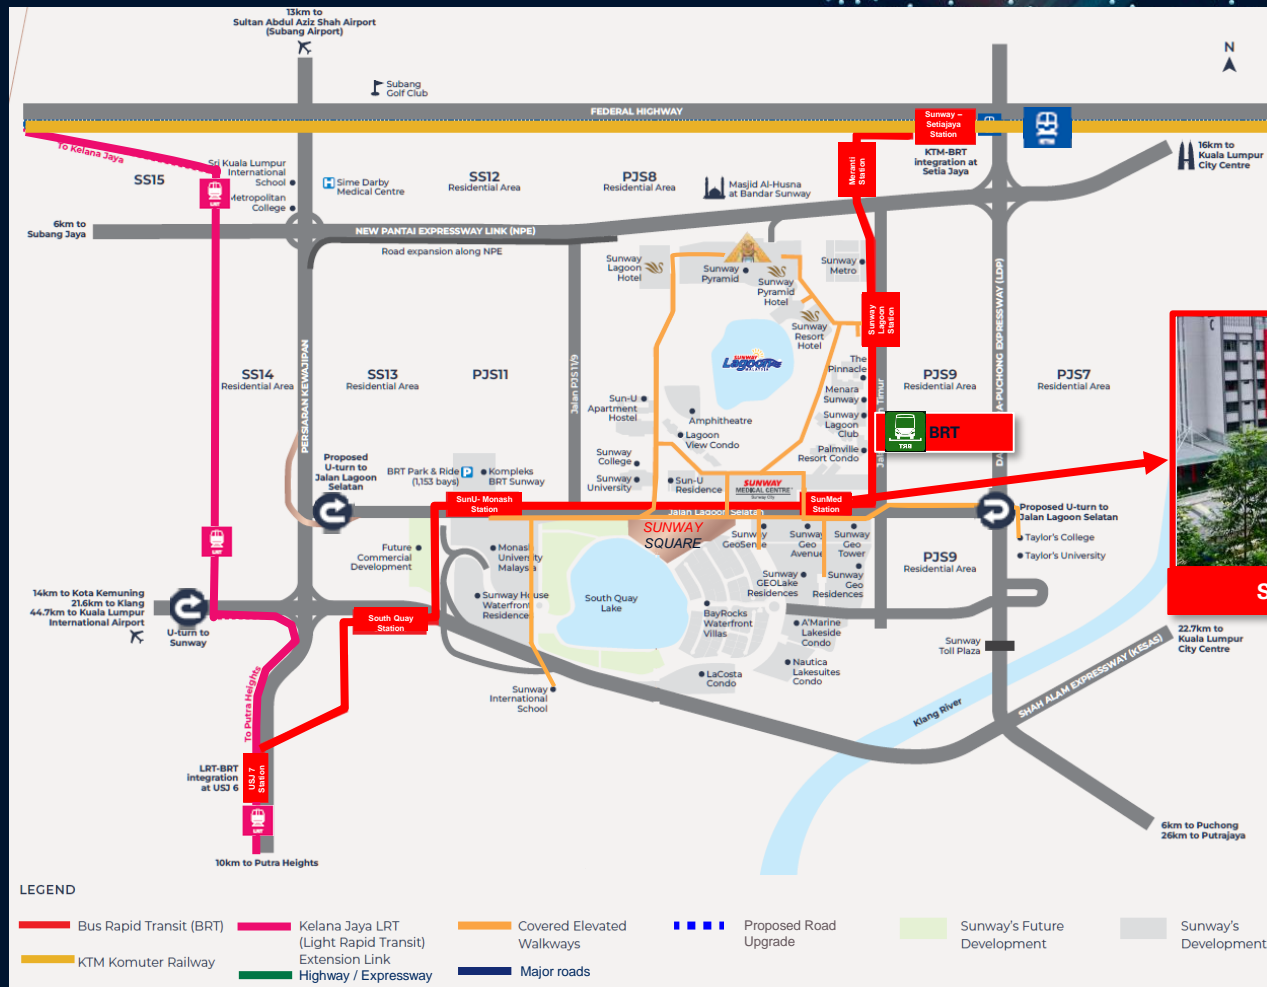 13km to
Sultan Abdul Aziz Shah Airport
(Subang Airport)
N
Subang
Golf Club
FEDERAL HIGHWAY
Sunway –
Setiajaya
Station
KTM-BRT
integration at
Setia Jaya
16km to
Kuala Lumpur
City Centre
To Kelana Jaya
SS15
Sri Kuala Lumpur
International
School
Metropolitan
College
LRT
Sime Darby
Medical Centre
SS12
Residential Area
PJS8
Residential Area
Masjid Al-Husna
at Bandar Sunway
Meranti
Station
6km to
Subang Jaya
NEW PANTAI EXPRESSWAY LINK (NPE)
Road expansion along NPE
Sunway
Lagoon
Hotel
Sunway
Pyramid
Sunway
Pyramid
Hotel
Sunway
Metro
Sunway
Resort
Hotel
Sunway
Lagoon
Station
SUNWAY
Lagoon
SS14
Residential Area
PERSIARAN KEWAJIPAN
SS13
Residential Area
PJS11
Jalan PJS 11/9
The
Pinnacle
Menara
Sunway
Sunway
Lagoon
Club
Palmville
Resort Condo
PJS9
Residential Area
PJS7
Residential Area
Sun-U
Apartment
Hostel
Amphitheatre
Lagoon
View Condo
BRT
BRT
Proposed
U-turn to
Jalan Lagoon
Selatan
BRT Park & Ride
(1,153 bays)
P
Kompleks
BRT Sunway
Sunway
College
Sunway
University
Sun-U
Residence
SUNWAY
MEDICAL CENTRE
Sunway City
SunU- Monash
Station
SunMed
Station
Jalan Lagoon Selatan
SUNWAY
SQUARE
Proposed U-turn to
Jalan Lagoon Selatan
Taylor's College
Taylor's University
Sunway
GeoSense
Sunway
Geo
Avenue
Sunway
Geo
Tower
PJS9
Residential Area
LRT
Future
Commercial
Development
Monash
University
Malaysia
Sunway
GEOLake
Residences
Sunway
Geo
Residences
14km to Kota Kemuning
21.6km to Klang
44.7km to Kuala Lumpur
International Airport
U-turn to
Sunway
South Quay
Station
Sunway House
Waterfront
Residence
South Quay
Lake
BayRocks
Waterfront
Villas
A'Marine
Lakeside
Condo
Sunway
Toll Plaza
22.7km to
Kuala Lumpur
City Centre
S
LaCosta
Condo
Nautica
Lakesuites
Condo
Sunway
International
School
To Putra Heights
Klang River
SHAH ALAM EXPRESSWAY (KESAS)
LRT-BRT
integration
at USJ 6
USJ 7
Station
LRT
10km to Putra Heights
6km to Puchong
26km to Putrajaya
LEGEND
Bus Rapid Transit (BRT)
KTM Komuter Railway
Kelana Jaya LRT
(Light Rapid Transit)
Extension Link
Highway / Expressway
Covered Elevated
Walkways
Major roads
Proposed Road
Upgrade
Sunway's Future
Development
Sunway's
Development